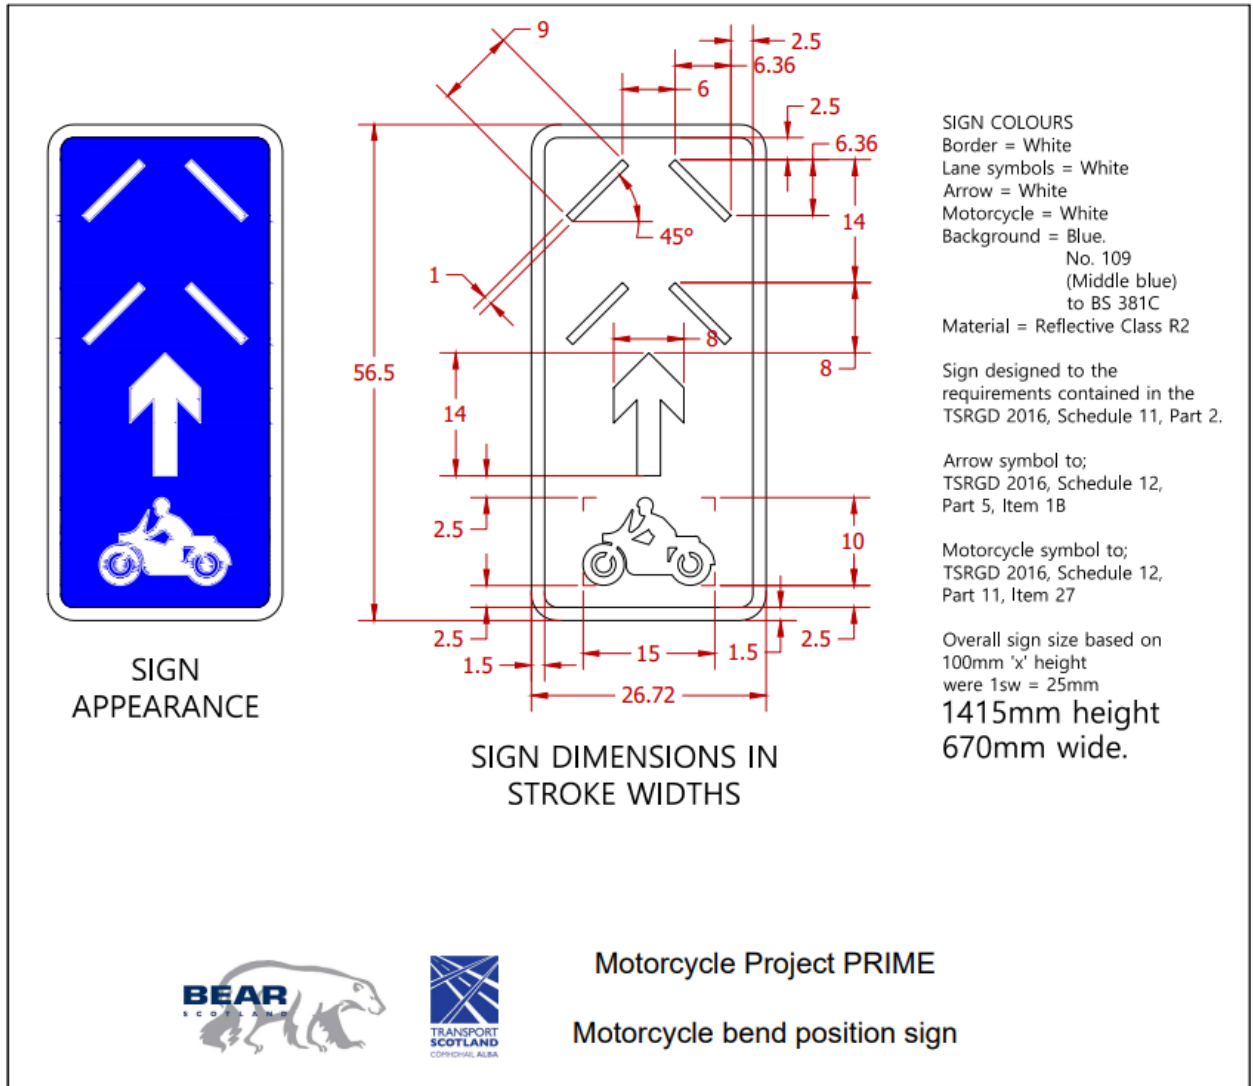 9
2.5
6.36
6
2.5
6.36
14
45°
1
8
8
56.5
14
2.5
10
2.5
2.5
1.5
15
1.5
26.72
SIGN
APPEARANCE
SIGN DIMENSIONS IN
STROKE WIDTHS
SIGN COLOURS
Border = White
Lane symbols = White
Arrow = White
Motorcycle = White
Background = Blue.
No. 109
(Middle blue)
to BS 381C
Material = Reflective Class R2
Sign designed to the
requirements contained in the
TSRGD 2016, Schedule 11, Part 2.
Arrow symbol to;
TSRGD 2016, Schedule 12,
Part 5, Item 1B
Motorcycle symbol to;
TSRGD 2016, Schedule 12,
Part 11, Item 27
Overall sign size based on
100mm 'x' height
were 1sw = 25mm
1415mm height
670mm wide.
BEAR
SCOTLAND
TRANSPORT
SCOTLAND
CÒMHDHAIL ALBA
Motorcycle Project PRIME
Motorcycle bend position sign